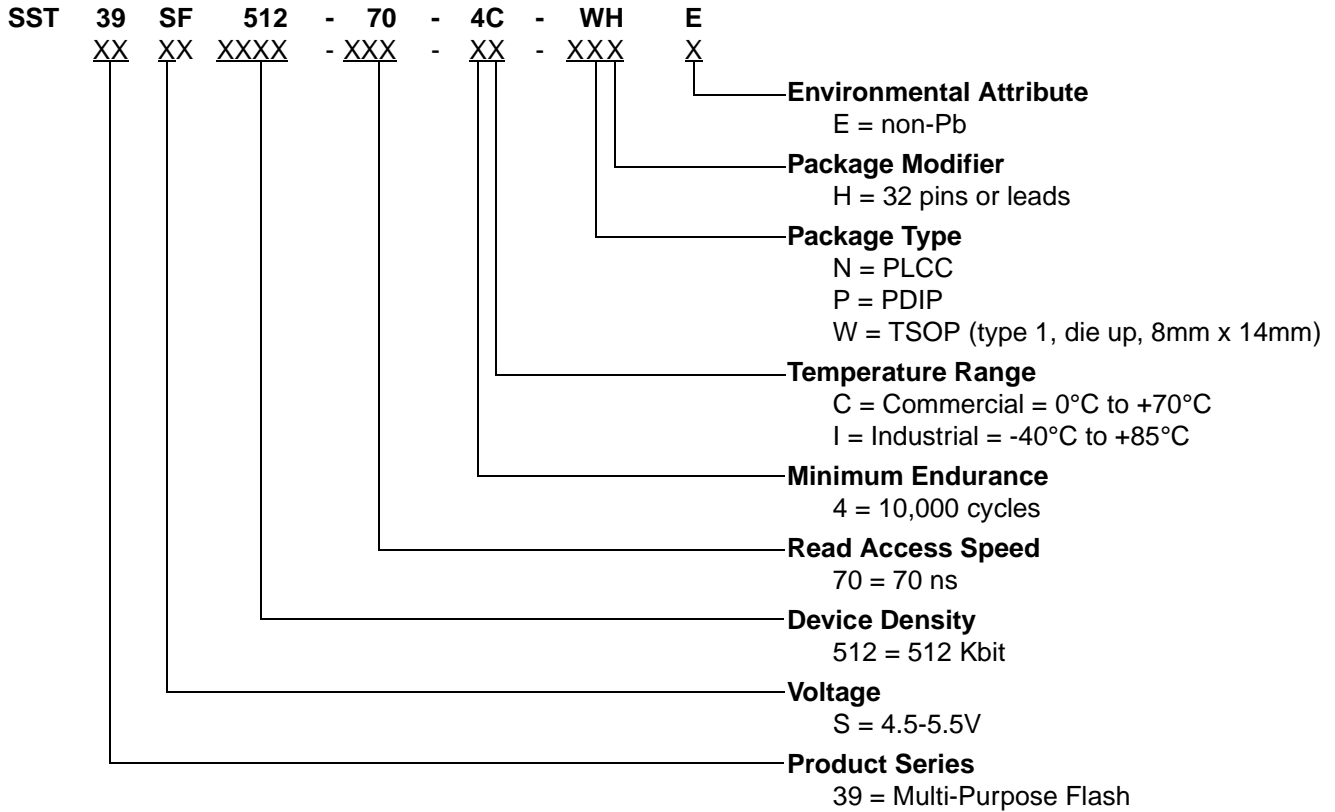 SST 39 SF 512 - 70 - 4C - WH E
XX XX XXXX - XXX - XX - XXX X
Environmental Attribute
E = non-Pb
Package Modifier
H = 32 pins or leads
Package Type
N = PLCC
P = PDIP
W = TSOP (type 1, die up, 8mm x 14mm)
Temperature Range
C = Commercial = 0°C to +70°C
I = Industrial = -40°C to +85°C
Minimum Endurance
4 = 10,000 cycles
Read Access Speed
70 = 70 ns
Device Density
512 = 512 Kbit
Voltage
S = 4.5-5.5V
Product Series
39 = Multi-Purpose Flash